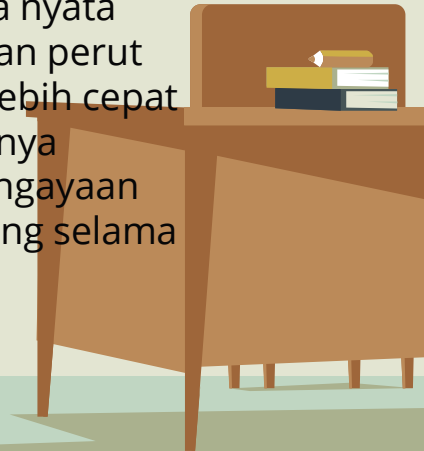 nyata
an perut
ebih cepat
nya
ngayaan
ng selama